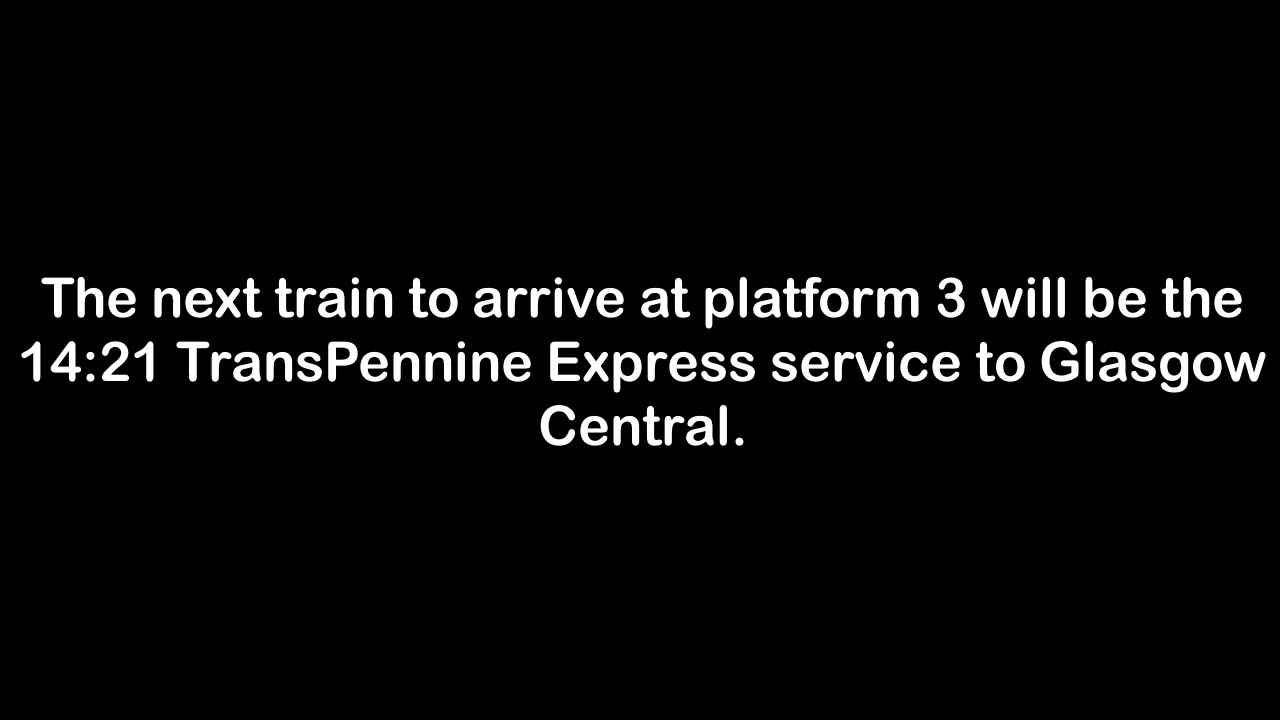 The next train to arrive at platform 3 will be the
14:21 TransPennine Express service to Glasgow
Central.